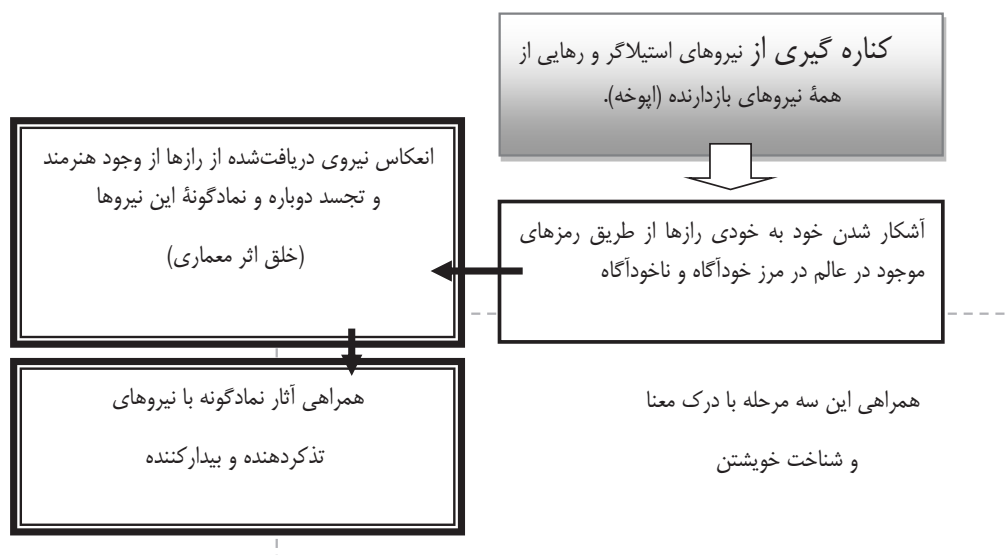 کناره گیری از نیروهای استیلاگر و رهایی از
همهٔ نیروهای بازدارنده (اپوخه).
آشکار شدن خود به خودی رازها از طریق رمزهای
موجود در عالم در مرز خودآگاه و ناخودآگاه
انعکاس نیروی دریافت‌شده از رازها از وجود هنرمند
و تجسد دوباره و نمادگونهٔ این نیروها
(خلق اثر معماری)
همراهی آثار نمادگونه با نیروهای
تذکردهنده و بیدارکننده
همراهی این سه مرحله با درک معنا
و شناخت خویشتن